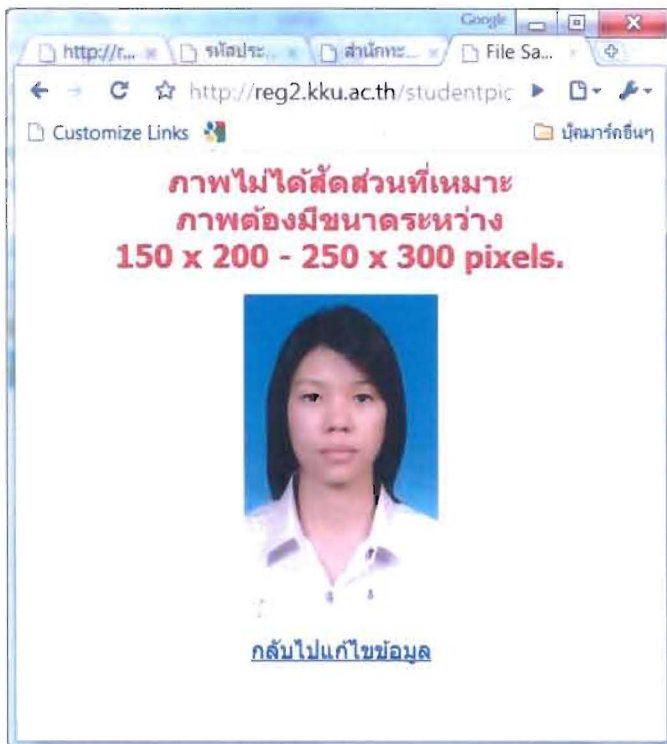 Google
http://r...
รหัสประ...
สำนักทะ...
File Sa...
http://reg2.kku.ac.th/studentpic
Customize Links
บุ๊คมาร์คอื่นๆ
ภาพไม่ได้สัดส่วนที่เหมาะ
ภาพต้องมีขนาดระหว่าง
150 x 200 - 250 x 300 pixels.
กลับไปแก้ไขข้อมูล